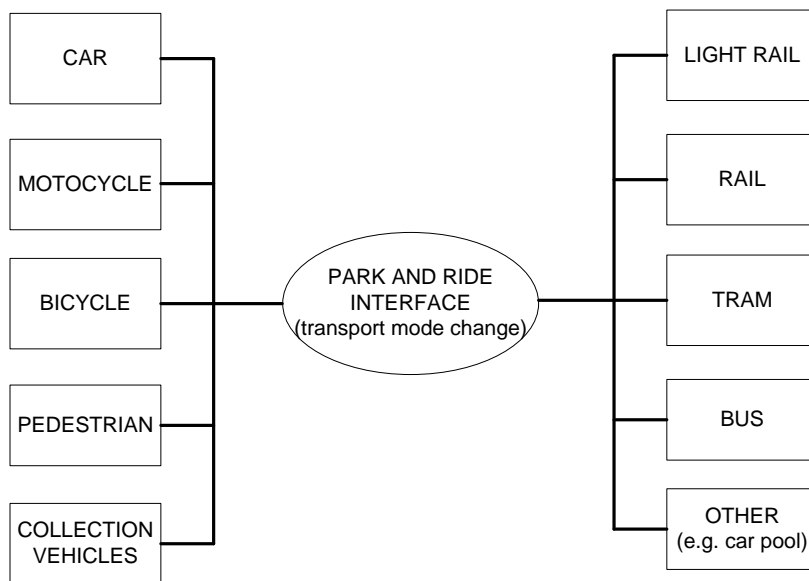 CAR
MOTOCYCLE
BICYCLE
PEDESTRIAN
COLLECTION
VEHICLES
PARK AND RIDE
INTERFACE
(transport mode change)
LIGHT RAIL
RAIL
TRAM
BUS
OTHER
(e.g. car pool)